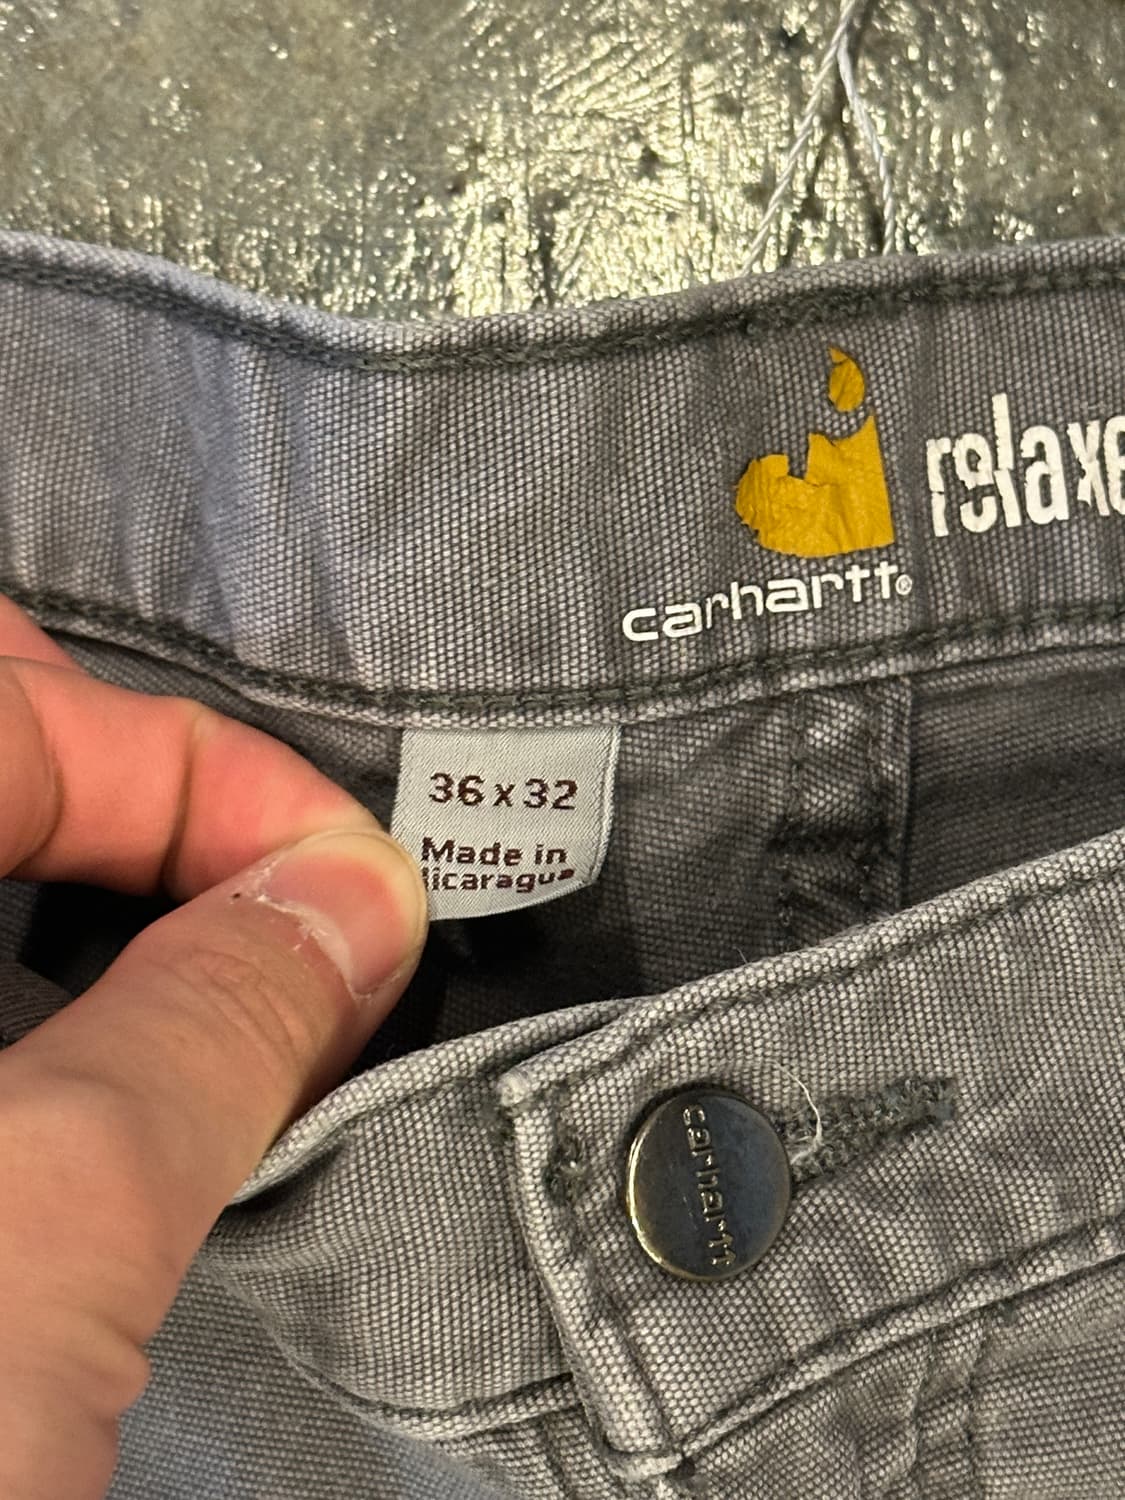 relaxe
carhartt®
36 x 32
Made in
icaragua
carhartt